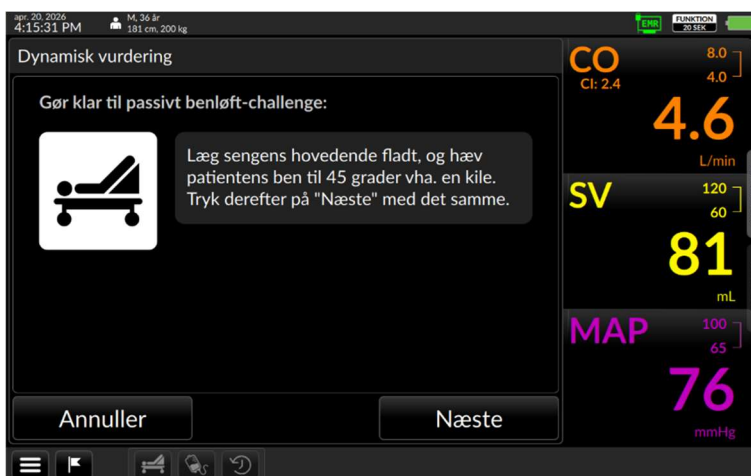 apr. 20, 2026
4:15:31 PM
M, 36 år
181 cm, 200 kg
EMR
FUNKTION
20 SEK
Dynamisk vurdering
Gør klar til passivt benløft-challenge:
Læg sengens hovedende fladt, og hæv
patientens ben til 45 grader vha. en kile.
Tryk derefter på "Næste" med det samme.
Annuller
Næste
CO
CI: 2.4
8.0
4.0
4.6
L/min
SV
120
60
81
mL
MAP
100
65
76
mmHg